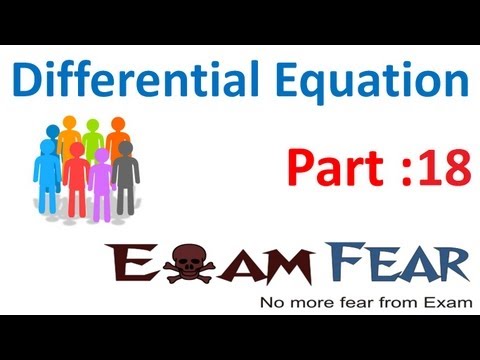 Differential Equation
Part :18
EXAM FEAR
No more fear from Exam